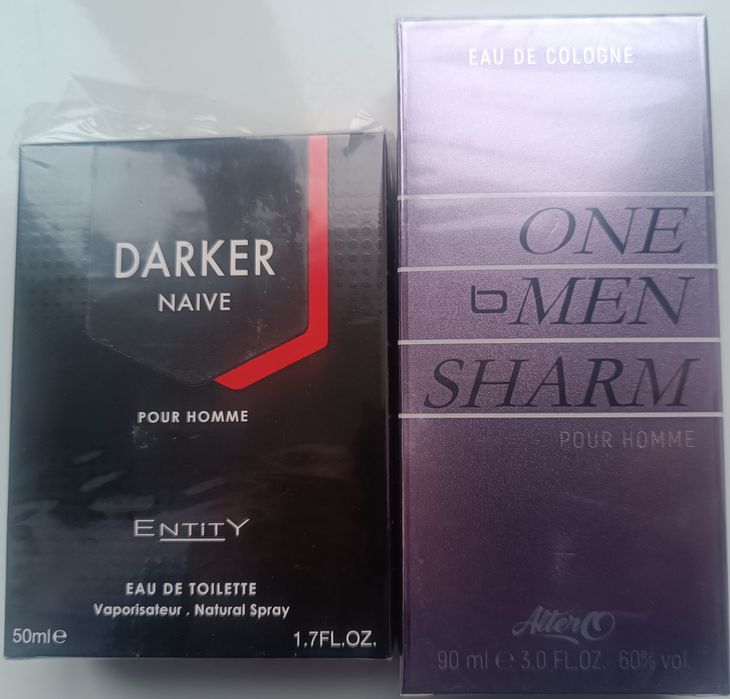 DARKER
NAIVE
POUR HOMME
ENTITY
EAU DE TOILETTE
Vaporisateur . Natural Spray
50ml e 1.7FL.OZ.
EAU DE COLOGNE
ONE
b MEN
SHARM
POUR HOMME
AlterO
90 ml e 3.0 FL.OZ. 60% vol.